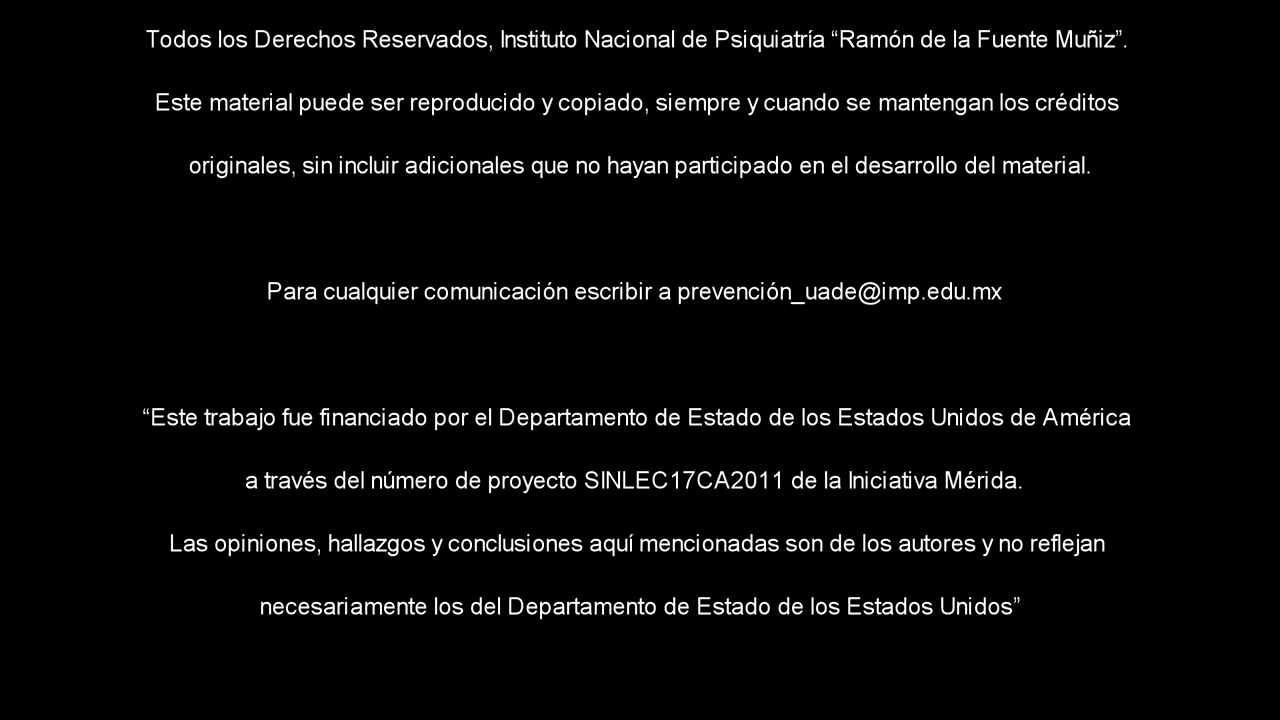 Todos los Derechos Reservados, Instituto Nacional de Psiquiatría “Ramón de la Fuente Muñiz”.
Este material puede ser reproducido y copiado, siempre y cuando se mantengan los créditos
originales, sin incluir adicionales que no hayan participado en el desarrollo del material.
Para cualquier comunicación escribir a prevención_uade@imp.edu.mx
“Este trabajo fue financiado por el Departamento de Estado de los Estados Unidos de América
a través del número de proyecto SINLEC17CA2011 de la Iniciativa Mérida.
Las opiniones, hallazgos y conclusiones aquí mencionadas son de los autores y no reflejan
necesariamente los del Departamento de Estado de los Estados Unidos”